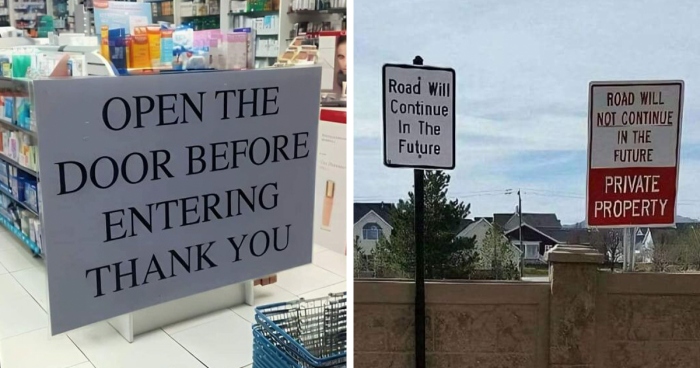 OPEN THE
DOOR BEFORE
ENTERING
THANK YOU
Road Will
Continue
In The
Future
ROAD WILL
NOT CONTINUE
IN THE
FUTURE
PRIVATE
PROPERTY